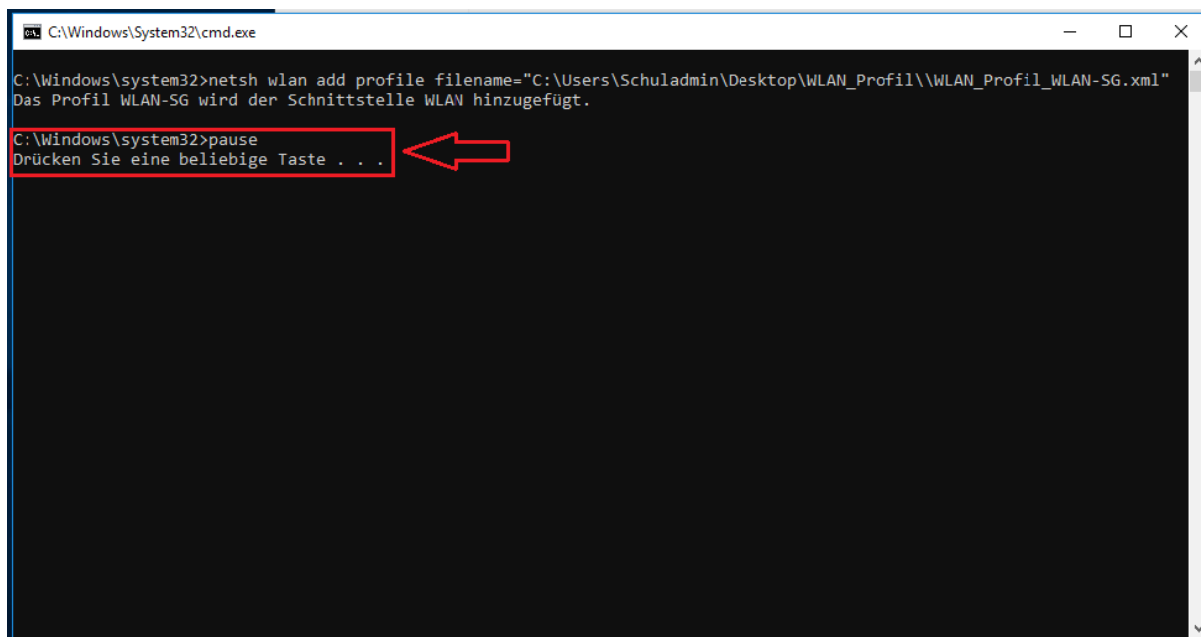 C:\Windows\System32\cmd.exe
C:\Windows\system32>netsh wlan add profile filename="C:\Users\Schuladmin\Desktop\WLAN_Profil\\WLAN_Profil_WLAN-SG.xml"
Das Profil WLAN-SG wird der Schnittstelle WLAN hinzugefügt.
C:\Windows\system32>pause
Drücken Sie eine beliebige Taste . . .